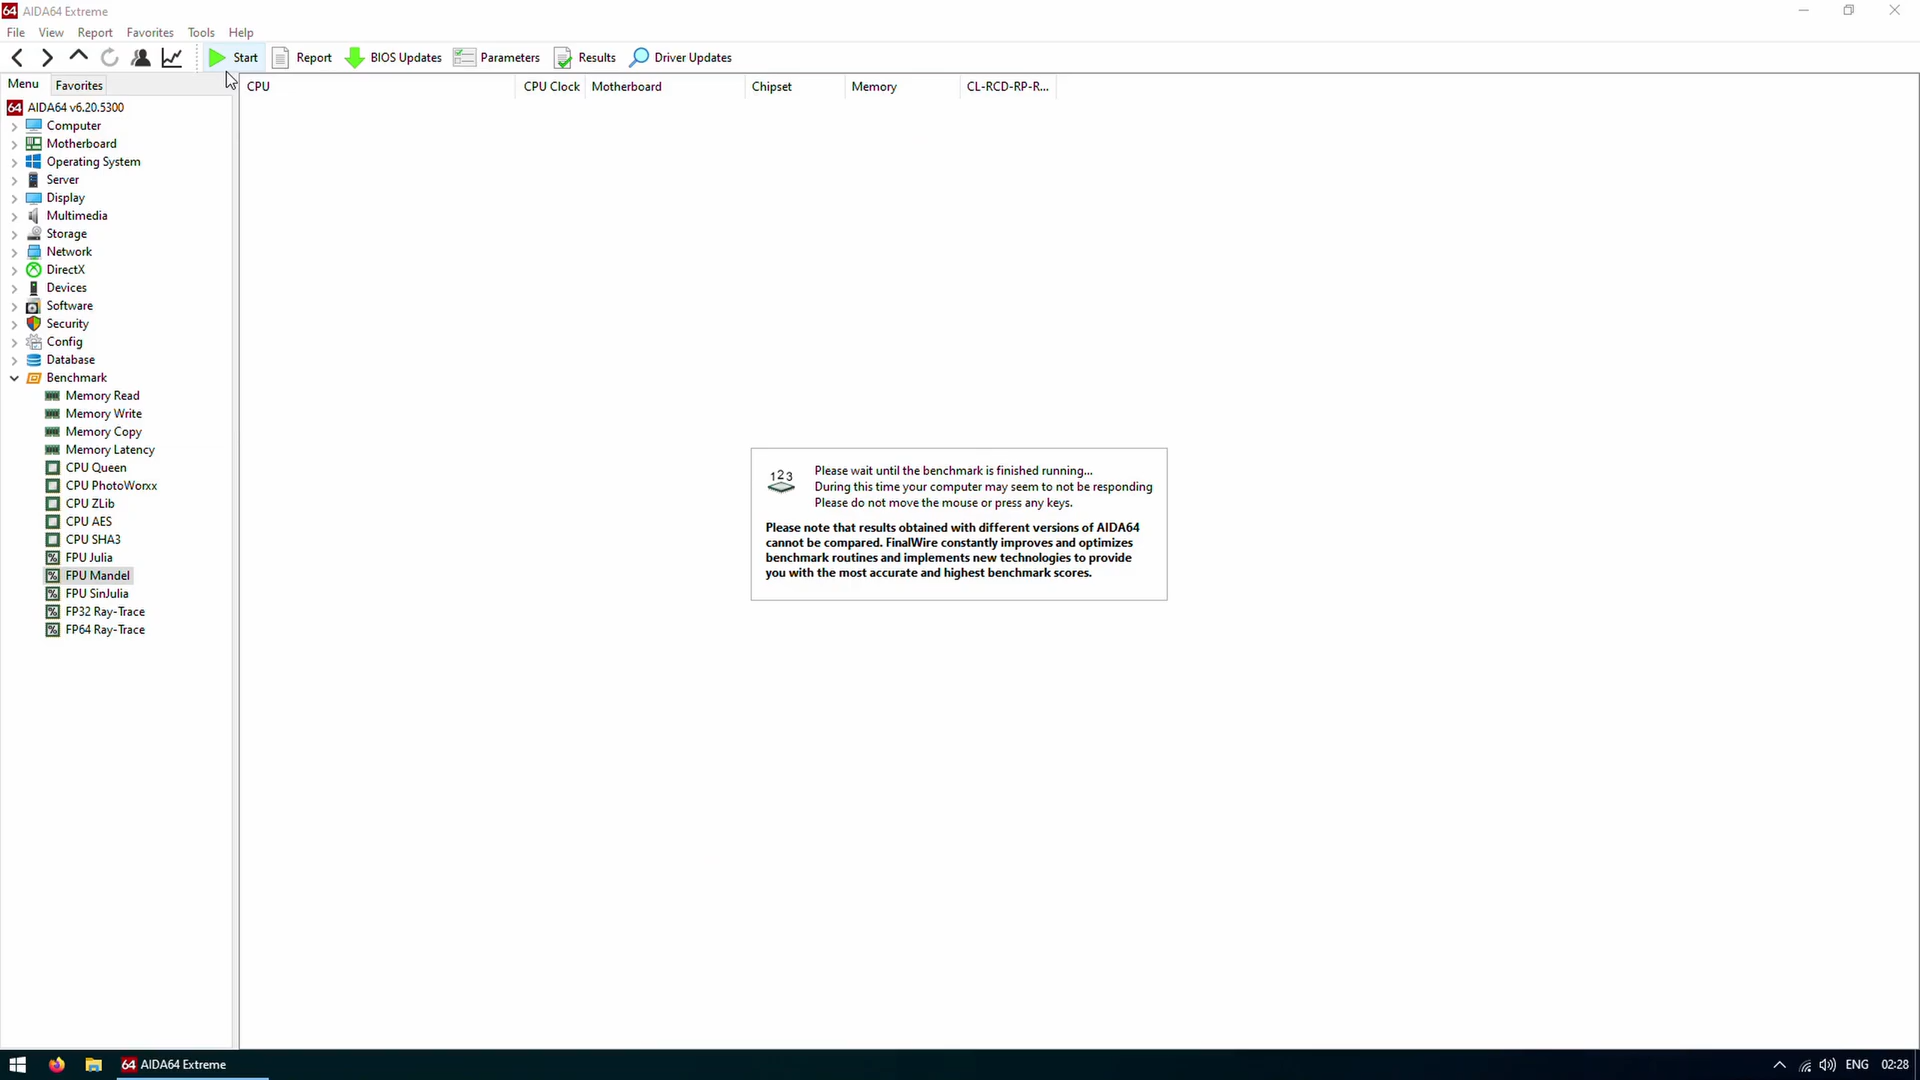 64 AIDA64 Extreme
File View Report Favorites Tools Help
Start Report BIOS Updates Parameters Results Driver Updates
Menu Favorites
CPU CPU Clock Motherboard Chipset Memory CL-RCD-RP-R...
64 AIDA64 v6.20.5300
Computer
Motherboard
Operating System
Server
Display
Multimedia
Storage
Network
DirectX
Devices
Software
Security
Config
Database
Benchmark
Memory Read
Memory Write
Memory Copy
Memory Latency
CPU Queen
CPU PhotoWorxx
CPU ZLib
CPU AES
CPU SHA3
FPU Julia
FPU Mandel
FPU SinJulia
FP32 Ray-Trace
FP64 Ray-Trace
123
Please wait until the benchmark is finished running...
During this time your computer may seem to not be responding
Please do not move the mouse or press any keys.
Please note that results obtained with different versions of AIDA64
cannot be compared. FinalWire constantly improves and optimizes
benchmark routines and implements new technologies to provide
you with the most accurate and highest benchmark scores.
64 AIDA64 Extreme
ENG 02:28